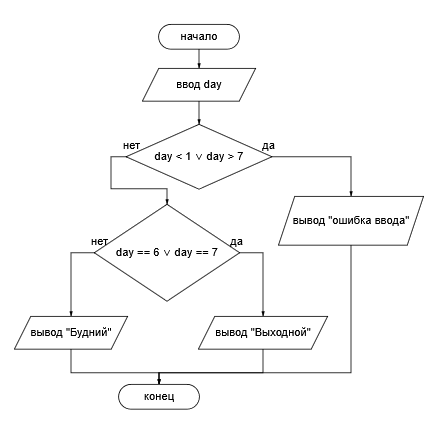 начало
ввод day
нет
да
day < 1 ∨ day > 7
вывод "ошибка ввода"
нет
да
day == 6 ∨ day == 7
вывод "Будний"
вывод "Выходной"
конец